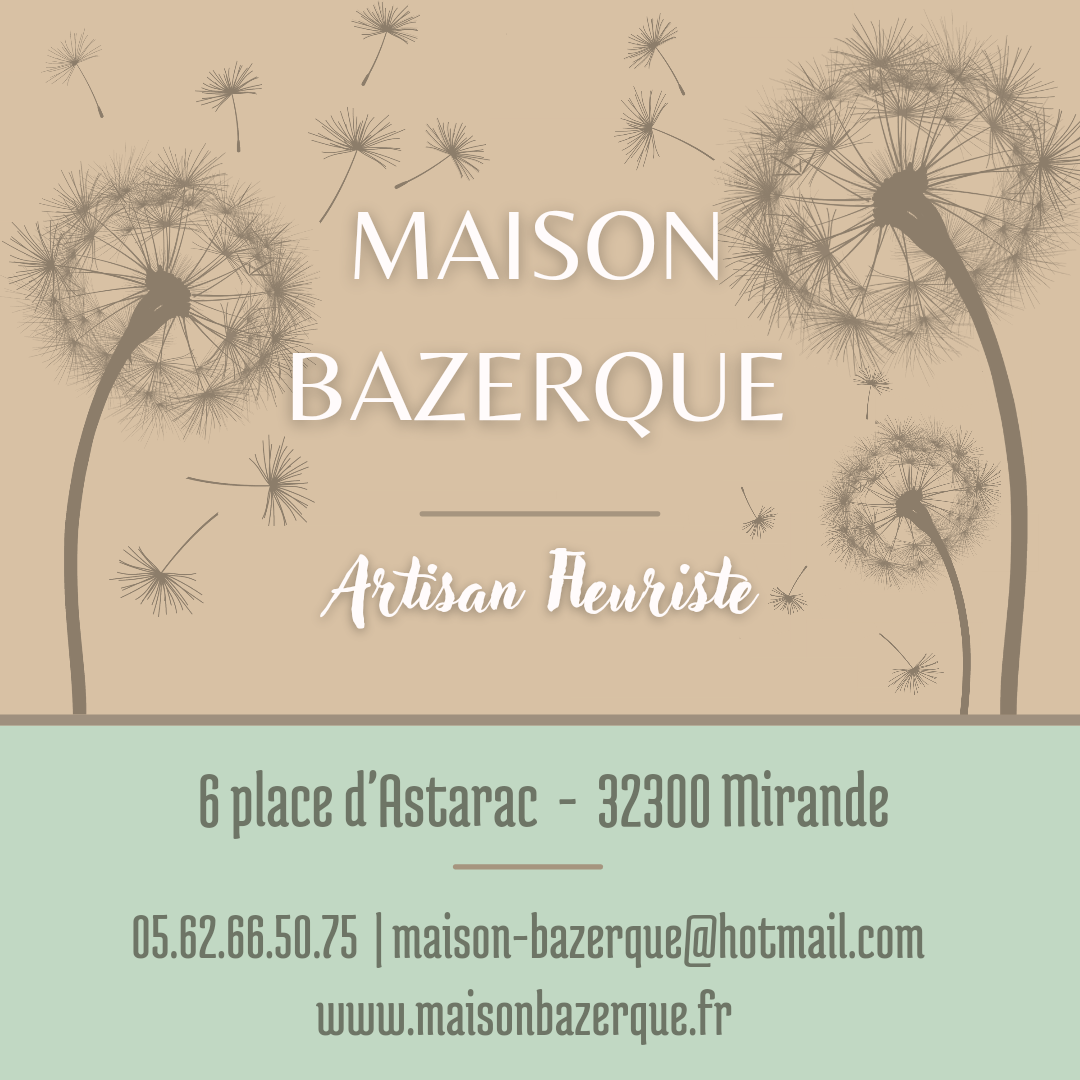 MAISON
BAZERQUE
Artisan Fleuriste
6 place d'Astarac - 32300 Mirande
05.62.66.50.75 | maison-bazerque@hotmail.com
www.maisonbazerque.fr